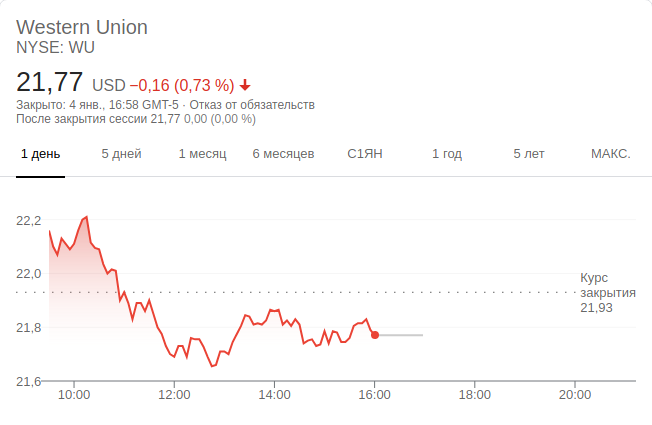 Western Union
NYSE: WU
21,77 USD −0,16 (0,73 %)
Закрыто: 4 янв., 16:58 GMT-5 · Отказ от обязательств
После закрытия сессии 21,77 0,00 (0,00 %)
1 день 5 дней 1 месяц 6 месяцев С1ЯН 1 год 5 лет МАКС.
22,2
22,0
21,8
21,6
Курс
закрытия
21,93
10:00 12:00 14:00 16:00 18:00 20:00